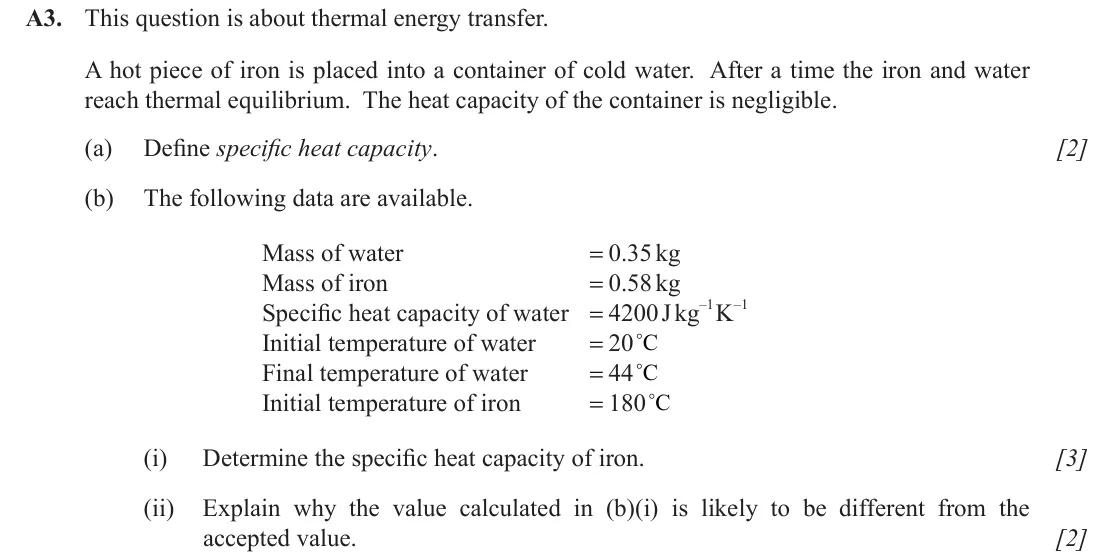 A3. This question is about thermal energy transfer.
A hot piece of iron is placed into a container of cold water. After a time the iron and water
reach thermal equilibrium. The heat capacity of the container is negligible.
(a) Define specific heat capacity. [2]
(b) The following data are available.
Mass of water = 0.35 kg
Mass of iron = 0.58 kg
Specific heat capacity of water = 4200 J kg⁻¹ K⁻¹
Initial temperature of water = 20 °C
Final temperature of water = 44 °C
Initial temperature of iron = 180 °C
(i) Determine the specific heat capacity of iron. [3]
(ii) Explain why the value calculated in (b)(i) is likely to be different from the
accepted value. [2]